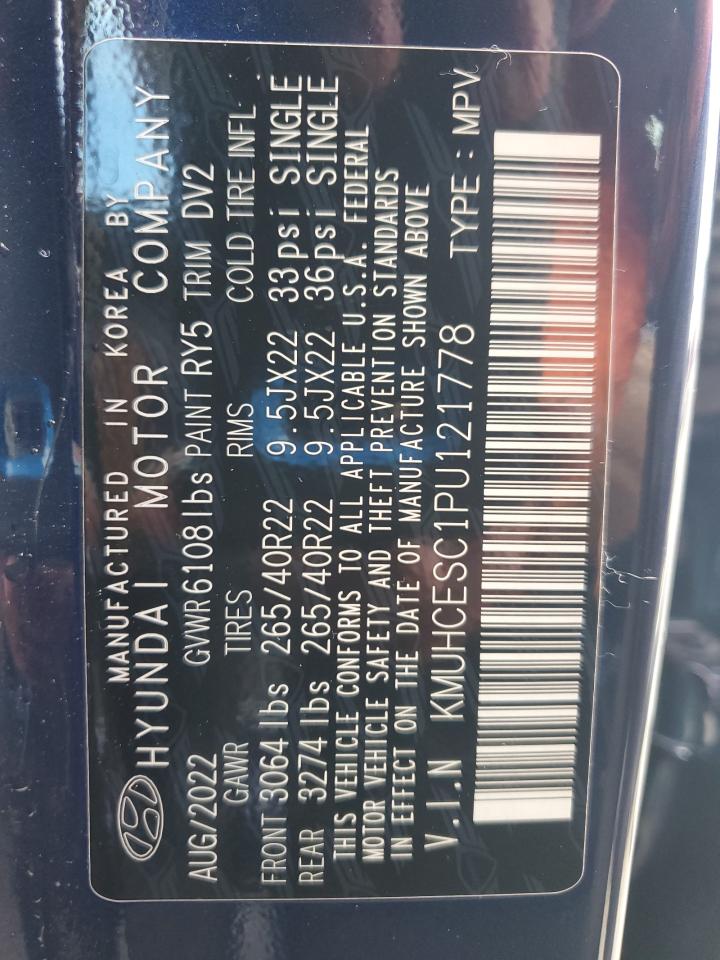 MANUFACTURED IN KOREA BY
HYUNDAI MOTOR COMPANY
AUG/2022 GVWR 6108 lbs PAINT RY5 TRIM DV2
GAWR TIRES RIMS COLD TIRE INFL.
FRONT 3064 lbs 265/40R22 9.5JX22 33psi SINGLE
REAR 3274 lbs 265/40R22 9.5JX22 36psi SINGLE
THIS VEHICLE CONFORMS TO ALL APPLICABLE U.S.A. FEDERAL
MOTOR VEHICLE SAFETY AND THEFT PREVENTION STANDARDS
IN EFFECT ON THE DATE OF MANUFACTURE SHOWN ABOVE
V.I.N KMUHCESC1PU121778 TYPE : MPV